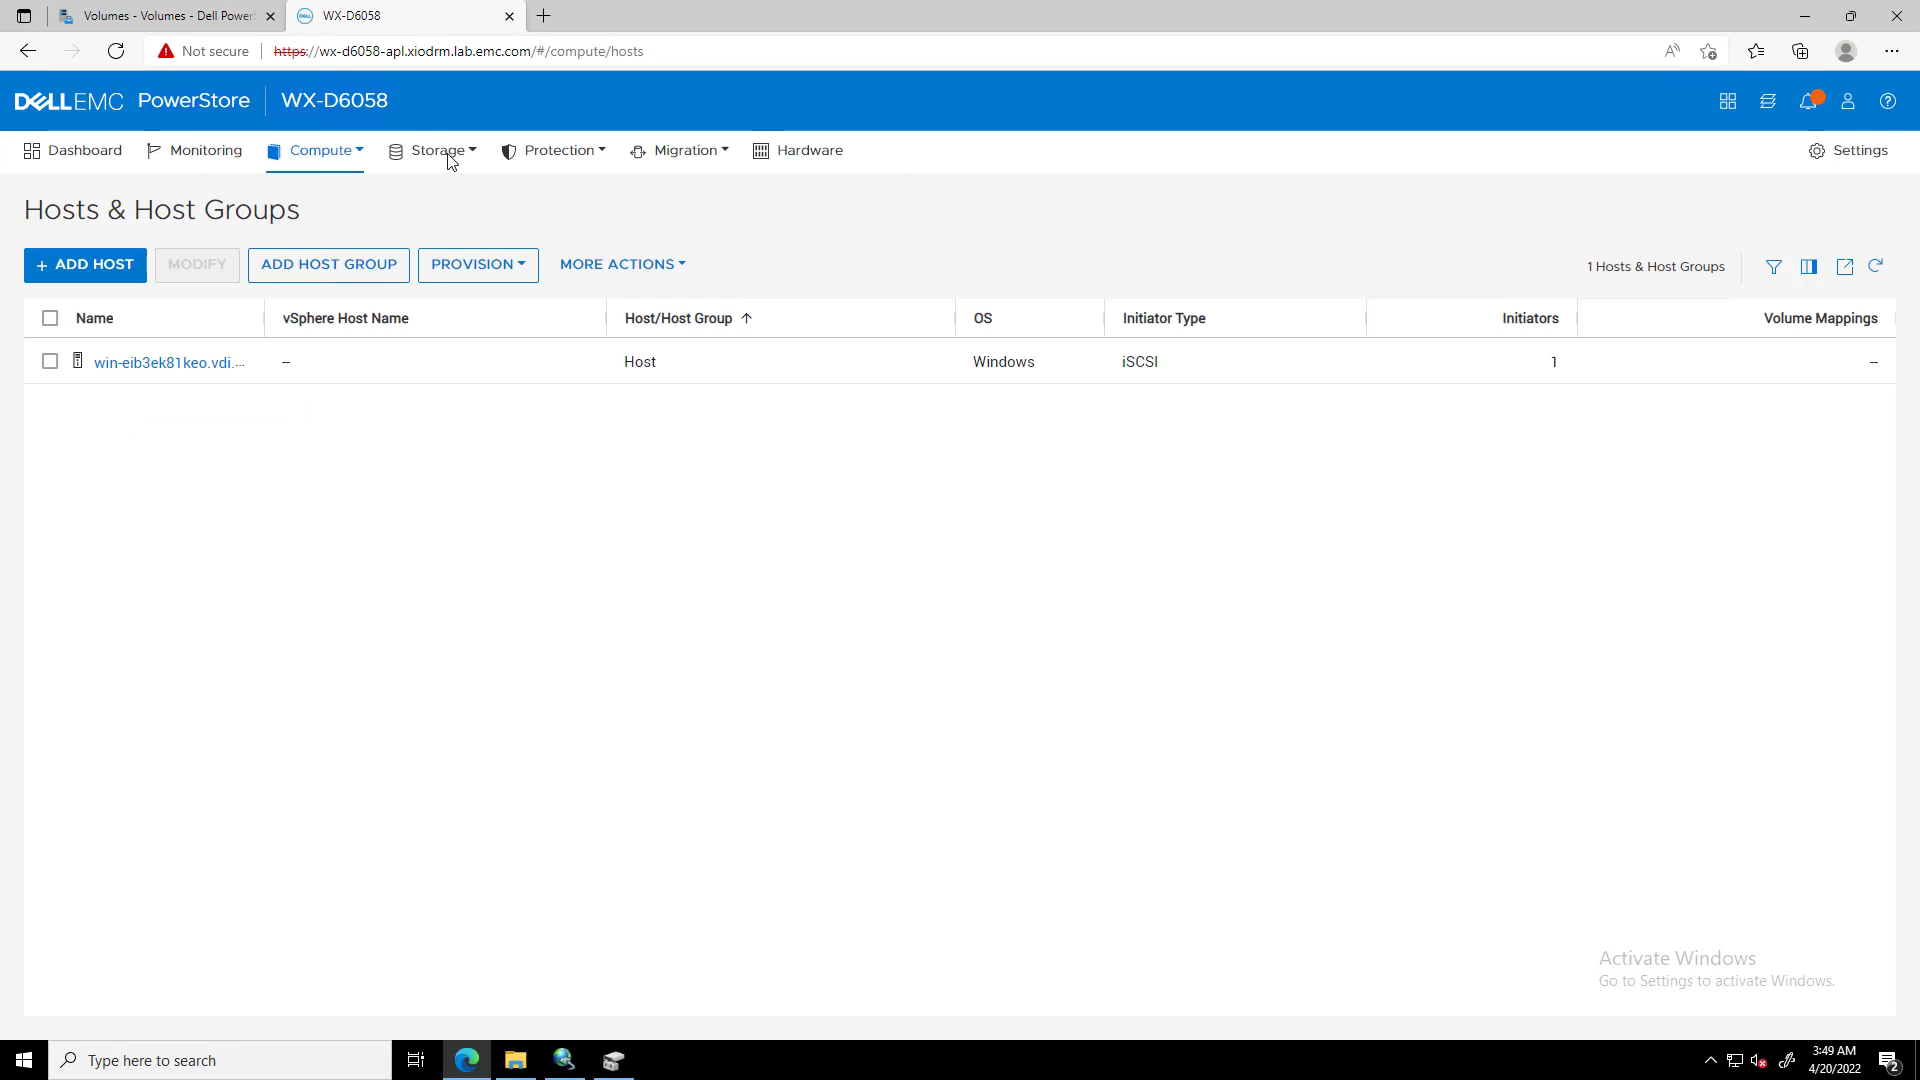 Volumes - Volumes - Dell Power
WX-D6058
Not secure
https://wx-d6058-apl.xiodrm.lab.emc.com/#/compute/hosts
DELLEMC PowerStore WX-D6058
Dashboard Monitoring Compute Storage Protection Migration Hardware Settings
Hosts & Host Groups
+ ADD HOST MODIFY ADD HOST GROUP PROVISION MORE ACTIONS 1 Hosts & Host Groups
Name vSphere Host Name Host/Host Group OS Initiator Type Initiators Volume Mappings
win-eib3ek81keo.vdi.... -- Host Windows iSCSI 1 --
Activate Windows
Go to Settings to activate Windows.
Type here to search
3:49 AM
4/20/2022
2